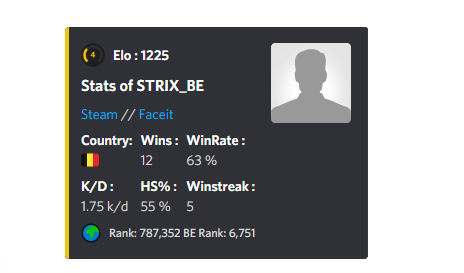 4 Elo : 1225
Stats of STRIX_BE
Steam // Faceit
Country: Wins : WinRate :
12 63 %
K/D : HS% : Winstreak :
1.75 k/d 55 % 5
Rank: 787,352 BE Rank: 6,751